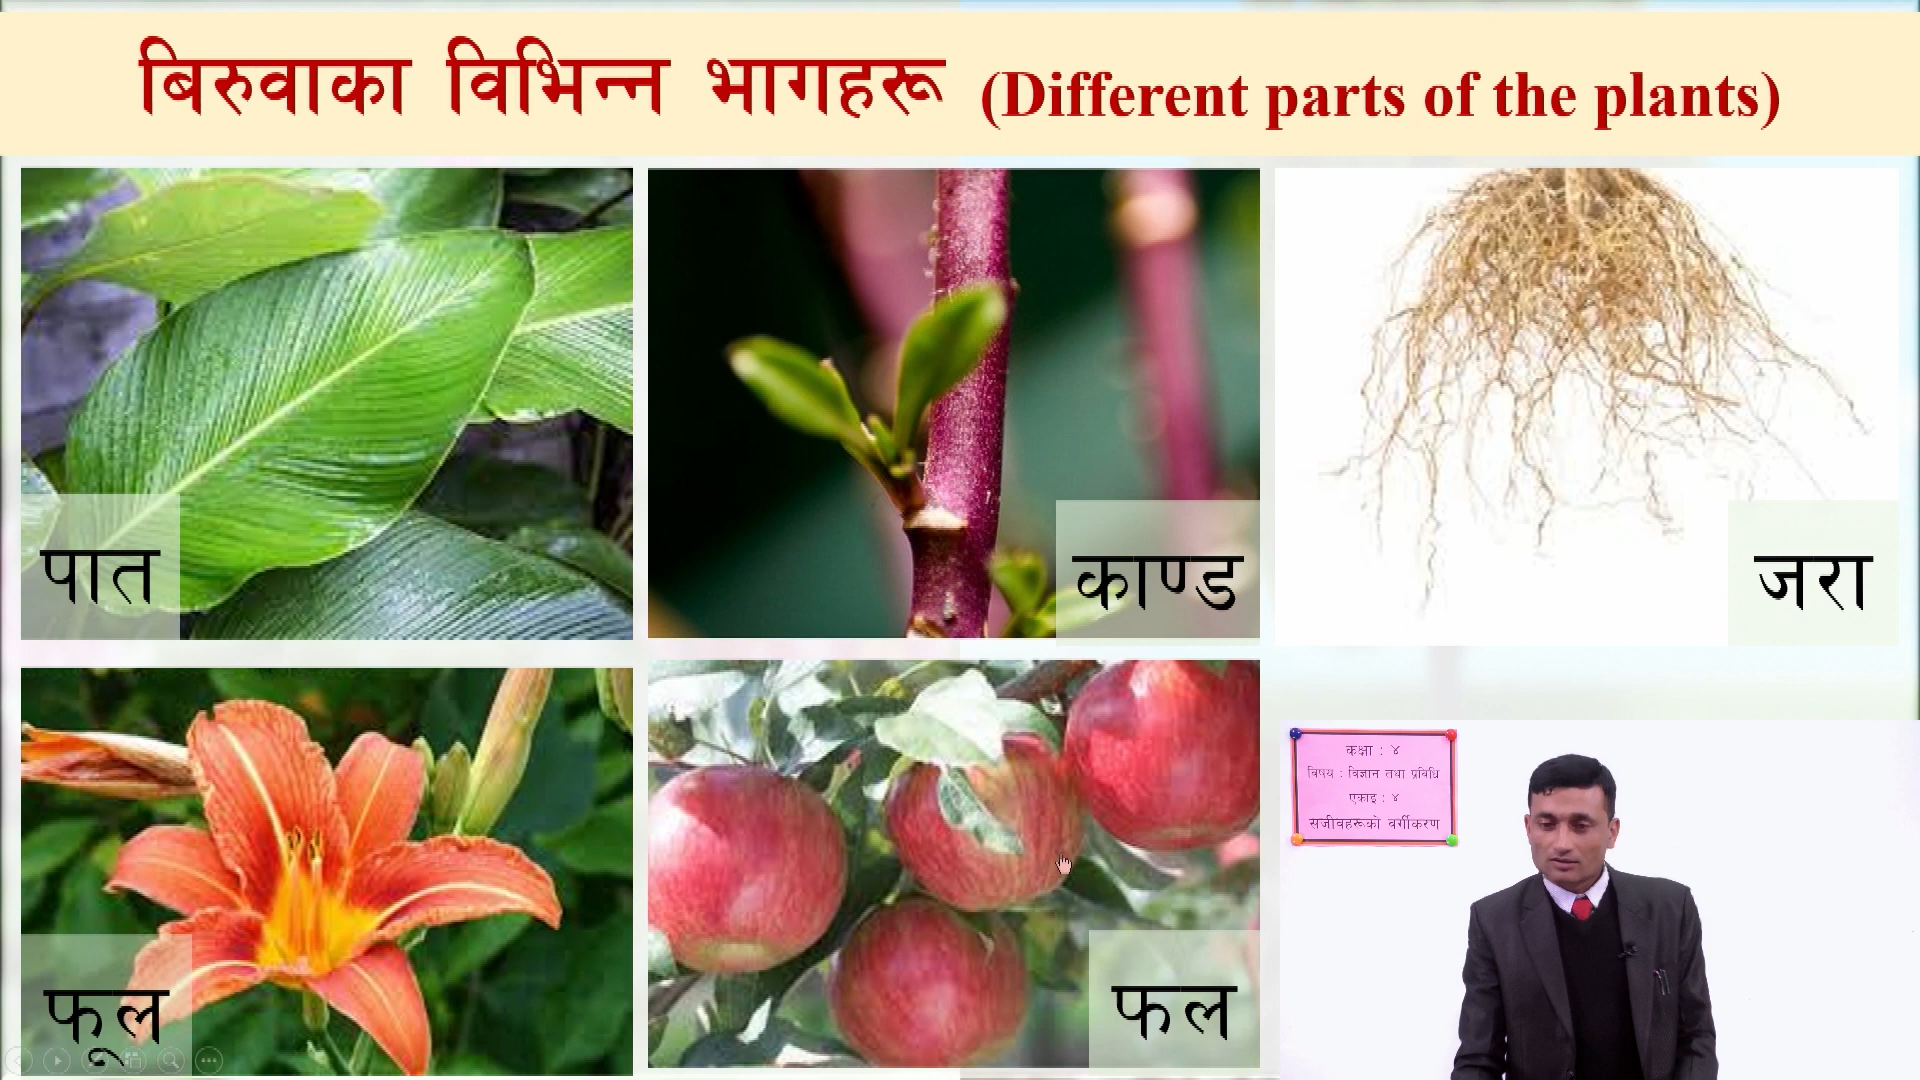 बिरुवाका विभिन्न भागहरू (Different parts of the plants)
पात
काण्ड
जरा
फूल
फल
कक्षा : ४
विषय : विज्ञान तथा प्रविधि
एकाइ : ४
सजीवहरूको वर्गीकरण